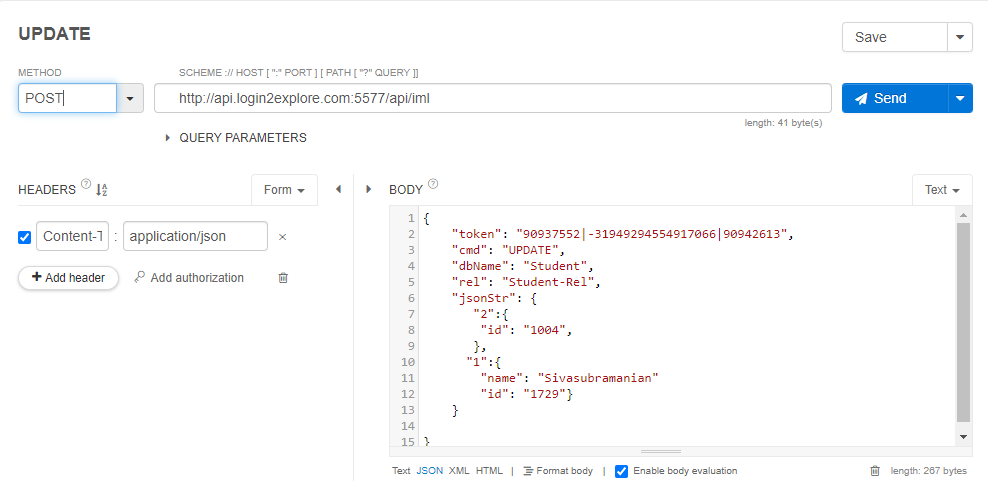 UPDATE
Save
METHOD
SCHEME :// HOST [ ":" PORT ] [ PATH [ "?" QUERY ]]
POST
http://api.login2explore.com:5577/api/iml
Send
length: 41 byte(s)
QUERY PARAMETERS
HEADERS ? Form
BODY ? Text
Content-T : application/json ×
+ Add header Add authorization
1 {
2 "token": "90937552|-31949294554917066|90942613",
3 "cmd": "UPDATE",
4 "dbName": "Student",
5 "rel": "Student-Rel",
6 "jsonStr": {
7 "2":{
8 "id": "1004",
9 },
10 "1":{
11 "name": "Sivasubramanian"
12 "id": "1729"}
13 }
14
15 }
Text JSON XML HTML | Format body | Enable body evaluation length: 267 bytes